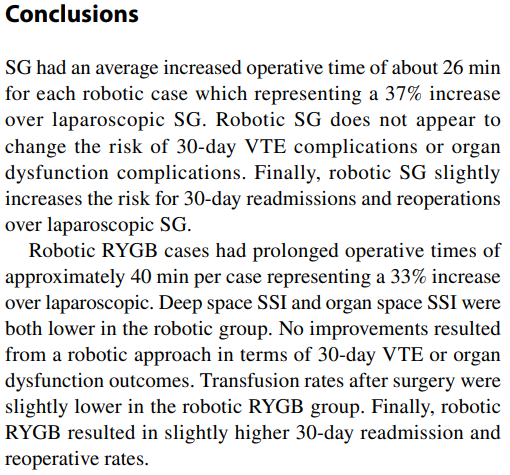 Conclusions
SG had an average increased operative time of about 26 min
for each robotic case which representing a 37% increase
over laparoscopic SG. Robotic SG does not appear to
change the risk of 30-day VTE complications or organ
dysfunction complications. Finally, robotic SG slightly
increases the risk for 30-day readmissions and reoperations
over laparoscopic SG.
Robotic RYGB cases had prolonged operative times of
approximately 40 min per case representing a 33% increase
over laparoscopic. Deep space SSI and organ space SSI were
both lower in the robotic group. No improvements resulted
from a robotic approach in terms of 30-day VTE or organ
dysfunction outcomes. Transfusion rates after surgery were
slightly lower in the robotic RYGB group. Finally, robotic
RYGB resulted in slightly higher 30-day readmission and
reoperative rates.